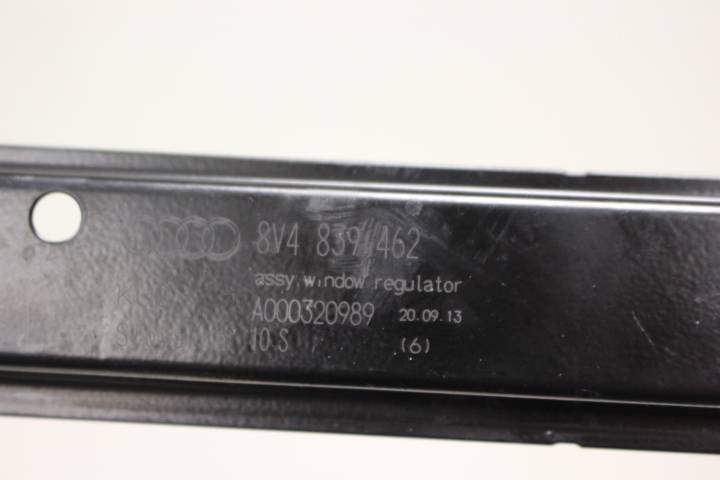 8V4 839 462
assy window regulator
A000320989 20.09.13
10 S (6)